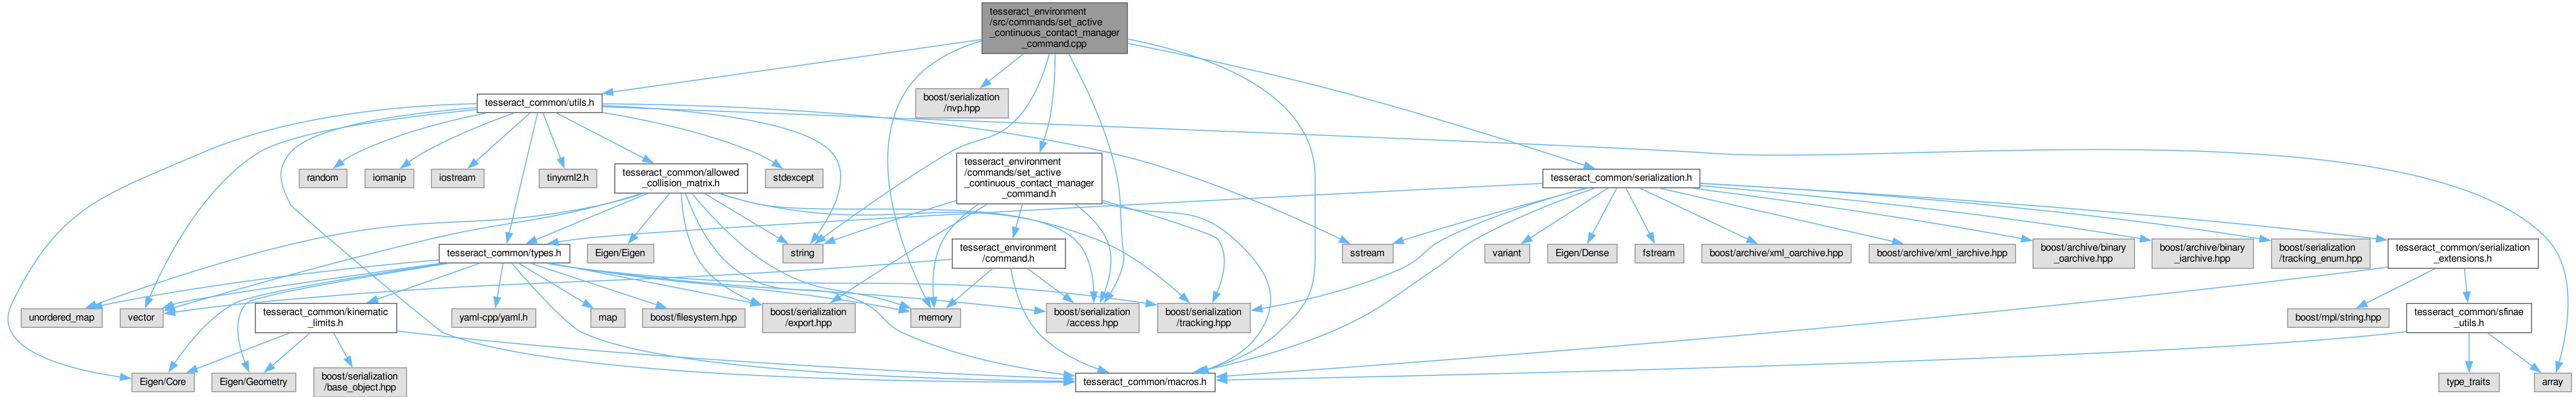 tesseract_environment
/src/commands/set_active
_continuous_contact_manager
_command.cpp
tesseract_common/utils.h
boost/serialization
/nvp.hpp
random
iomanip
iostream
tinyxml2.h
tesseract_common/allowed
_collision_matrix.h
stdexcept
tesseract_environment
/commands/set_active
_continuous_contact_manager
_command.h
tesseract_common/serialization.h
tesseract_common/types.h
Eigen/Eigen
string
tesseract_environment
/command.h
sstream
variant
Eigen/Dense
fstream
boost/archive/xml_oarchive.hpp
boost/archive/xml_iarchive.hpp
boost/archive/binary
_oarchive.hpp
boost/archive/binary
_iarchive.hpp
boost/serialization
/tracking_enum.hpp
tesseract_common/serialization
_extensions.h
unordered_map
vector
tesseract_common/kinematic
_limits.h
yaml-cpp/yaml.h
map
boost/filesystem.hpp
boost/serialization
/export.hpp
memory
boost/serialization
/access.hpp
boost/serialization
/tracking.hpp
boost/mpl/string.hpp
tesseract_common/sfinae
_utils.h
Eigen/Core
Eigen/Geometry
boost/serialization
/base_object.hpp
tesseract_common/macros.h
type_traits
array